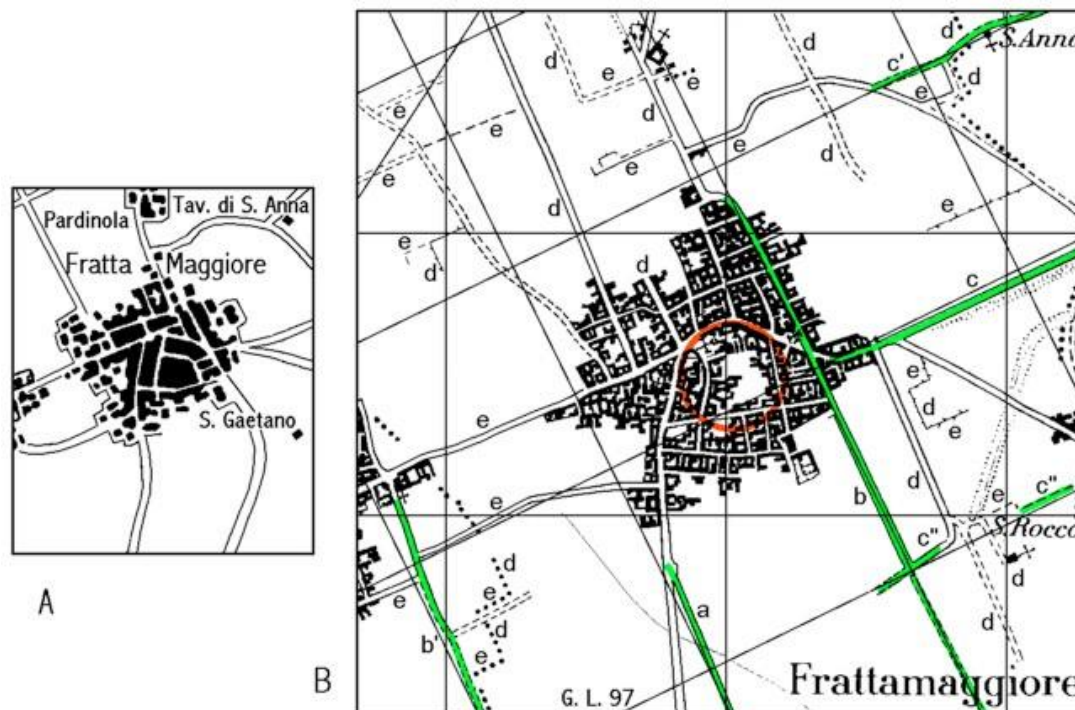 Pardinola
Tav. di S. Anna
Fratta Maggiore
S. Gaetano
A
d
d
d'
S. Anna
c'
e
e
d
e
e
e
d
e
e
e
d
d
e
e
d
d
c
e
d
e
e
e
d
b
e
c"
S. Rocco
c"
d
e
e
d
a
d
b'
e
B
G. L. 97
Frattamaggiore